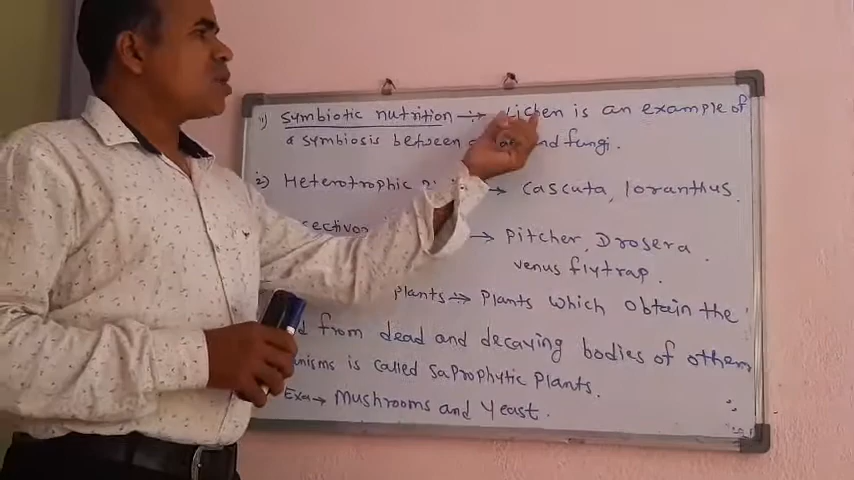 1) Symbiotic nutrition → Lichen is an example of
a symbiosis between and fungi.
2) Heterotrophic → Cascuta, loranthus.
→ Pitcher, Drosera,
Venus flytrap.
Plants → Plants which obtain the
from dead and decaying bodies of other
is called Saprophytic plants.
Exa → Mushrooms and Yeast.